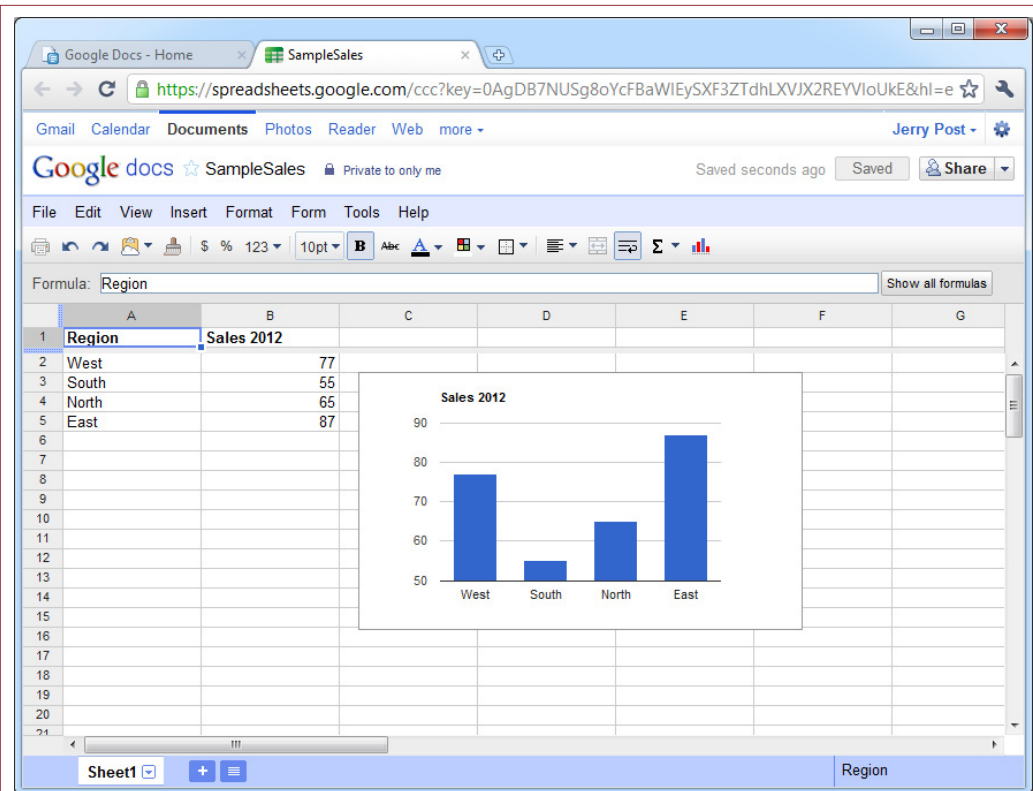 Google Docs - Home × SampleSales ×
https://spreadsheets.google.com/ccc?key=0AgDB7NUSg8oYcFBaWlEySXF3ZTdhLXVJX2REYVloUkE&hl=e
Gmail Calendar Documents Photos Reader Web more Jerry Post
Google docs SampleSales Private to only me Saved seconds ago Saved Share
File Edit View Insert Format Form Tools Help
$ % 123 10pt B Abc A Σ
Formula: Region Show all formulas
A B C D E F G
1 Region Sales 2012
2 West 77
3 South 55
4 North 65
5 East 87
6
7
8
9
10
11
12
13
14
15
16
17
18
19
20
21
Sales 2012
90
80
70
60
50
West South North East
Sheet1 + Region